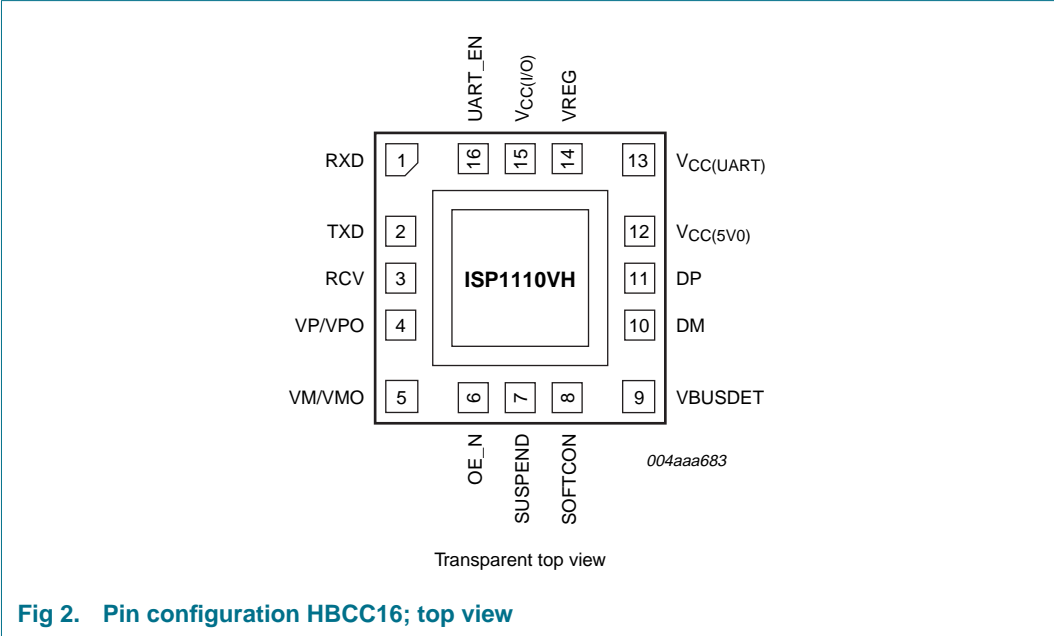 UART_EN
VCC(I/O)
VREG
16
15
14
RXD
1
13
VCC(UART)
TXD
2
12
VCC(5V0)
RCV
3
ISP1110VH
11
DP
VP/VPO
4
10
DM
VM/VMO
5
9
VBUSDET
6
7
8
OE_N
SUSPEND
SOFTCON
004aaa683
Transparent top view
Fig 2. Pin configuration HBCC16; top view